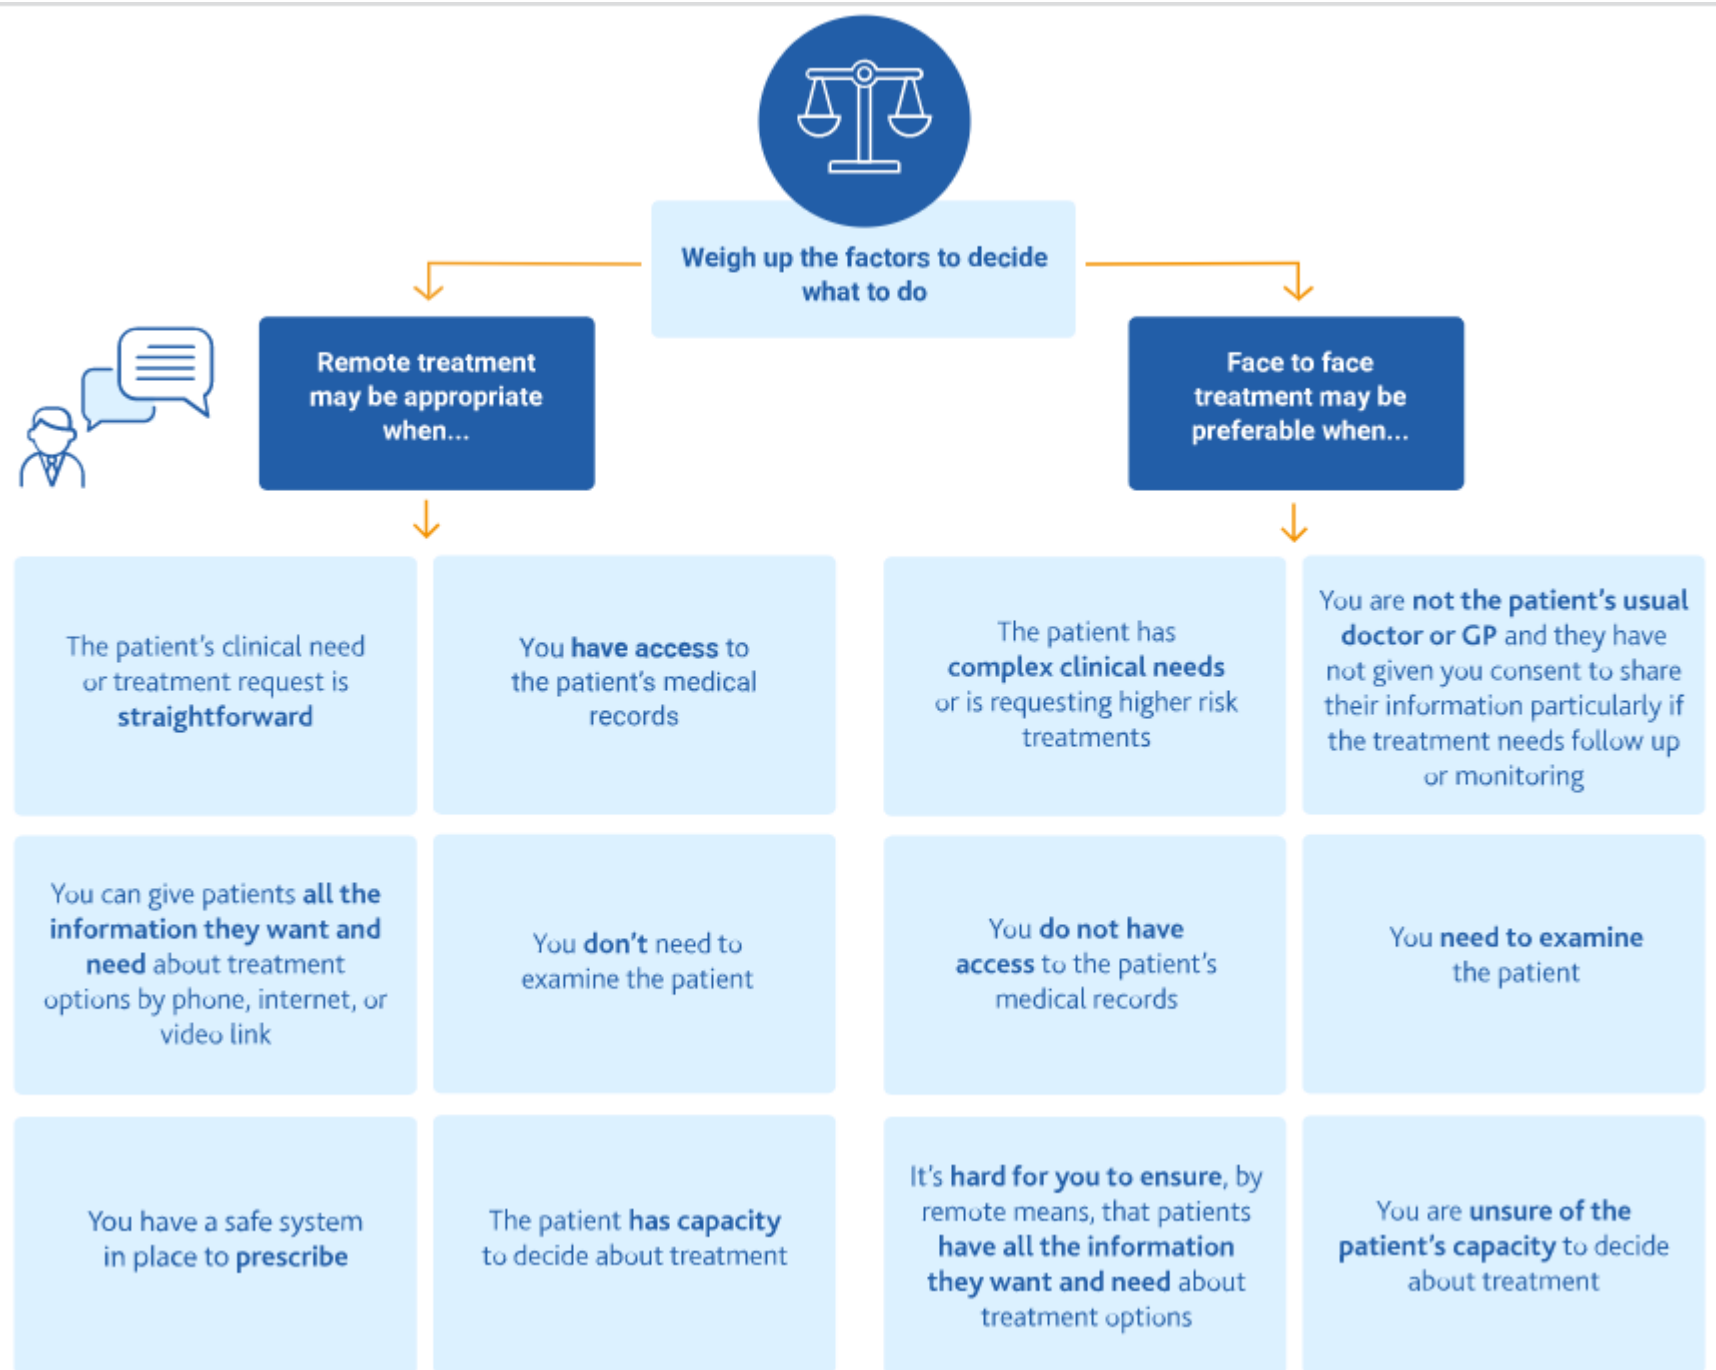 Weigh up the factors to decide
what to do
Remote treatment
may be appropriate
when...
Face to face
treatment may be
preferable when...
The patient's clinical need
or treatment request is
straightforward
You have access to
the patient's medical
records
The patient has
complex clinical needs
or is requesting higher risk
treatments
You are not the patient's usual
doctor or GP and they have
not given you consent to share
their information particularly if
the treatment needs follow up
or monitoring
You can give patients all the
information they want and
need about treatment
options by phone, internet, or
video link
You don't need to
examine the patient
You do not have
access to the patient's
medical records
You need to examine
the patient
You have a safe system
in place to prescribe
The patient has capacity
to decide about treatment
It's hard for you to ensure, by
remote means, that patients
have all the information
they want and need about
treatment options
You are unsure of the
patient's capacity to decide
about treatment